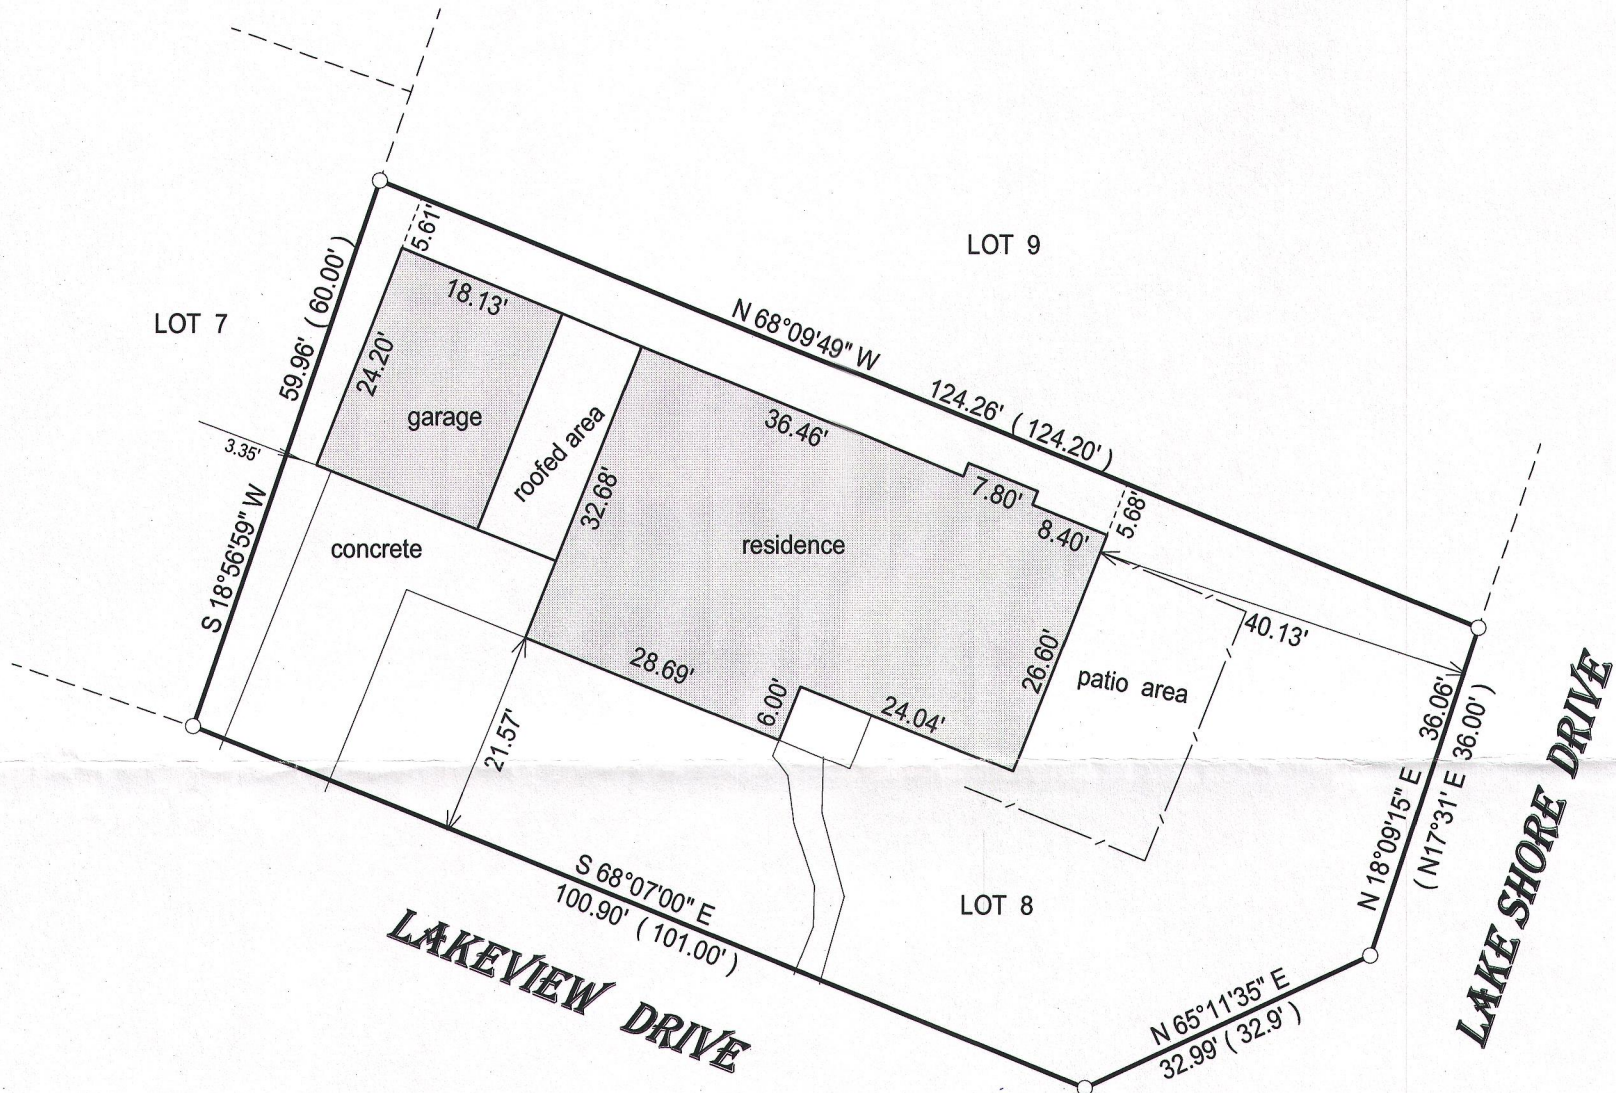 LOT 9
5.61'
18.13'
LOT 7
59.96' ( 60.00' )
N 68°09'49" W
124.26' ( 124.20' )
24.20'
garage
roofed area
36.46'
3.35'
32.68'
7.80'
5.68'
8.40'
S 18°56'59" W
concrete
residence
40.13'
28.69'
6.00'
24.04'
26.60'
patio area
21.57'
36.06'
N 18°09'15" E
( N17°31' E 36.00' )
LAKE SHORE DRIVE
S 68°07'00" E
100.90' ( 101.00' )
LOT 8
LAKEVIEW DRIVE
N 65°11'35" E
32.99' ( 32.9' )